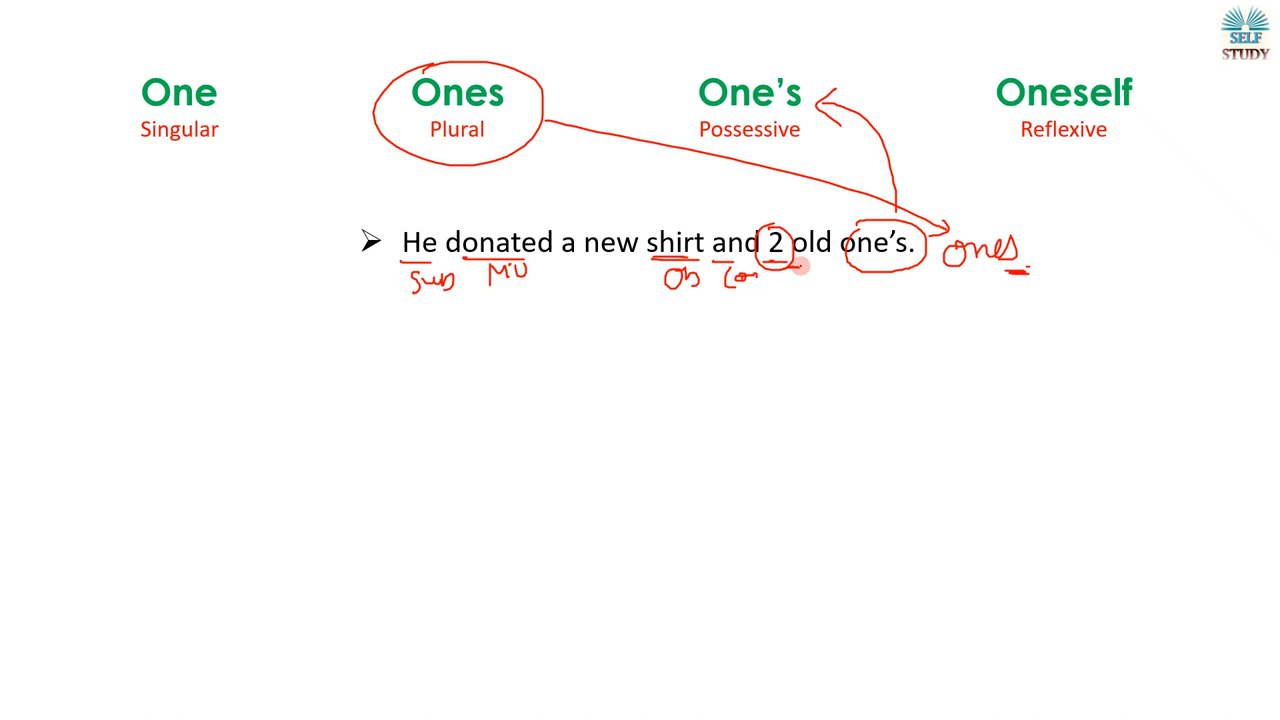 SELF
STUDY
One Ones One’s Oneself
Singular Plural Possessive Reflexive
➢ He donated a new shirt and 2 old one’s. ones
Sub M.V Ob Con